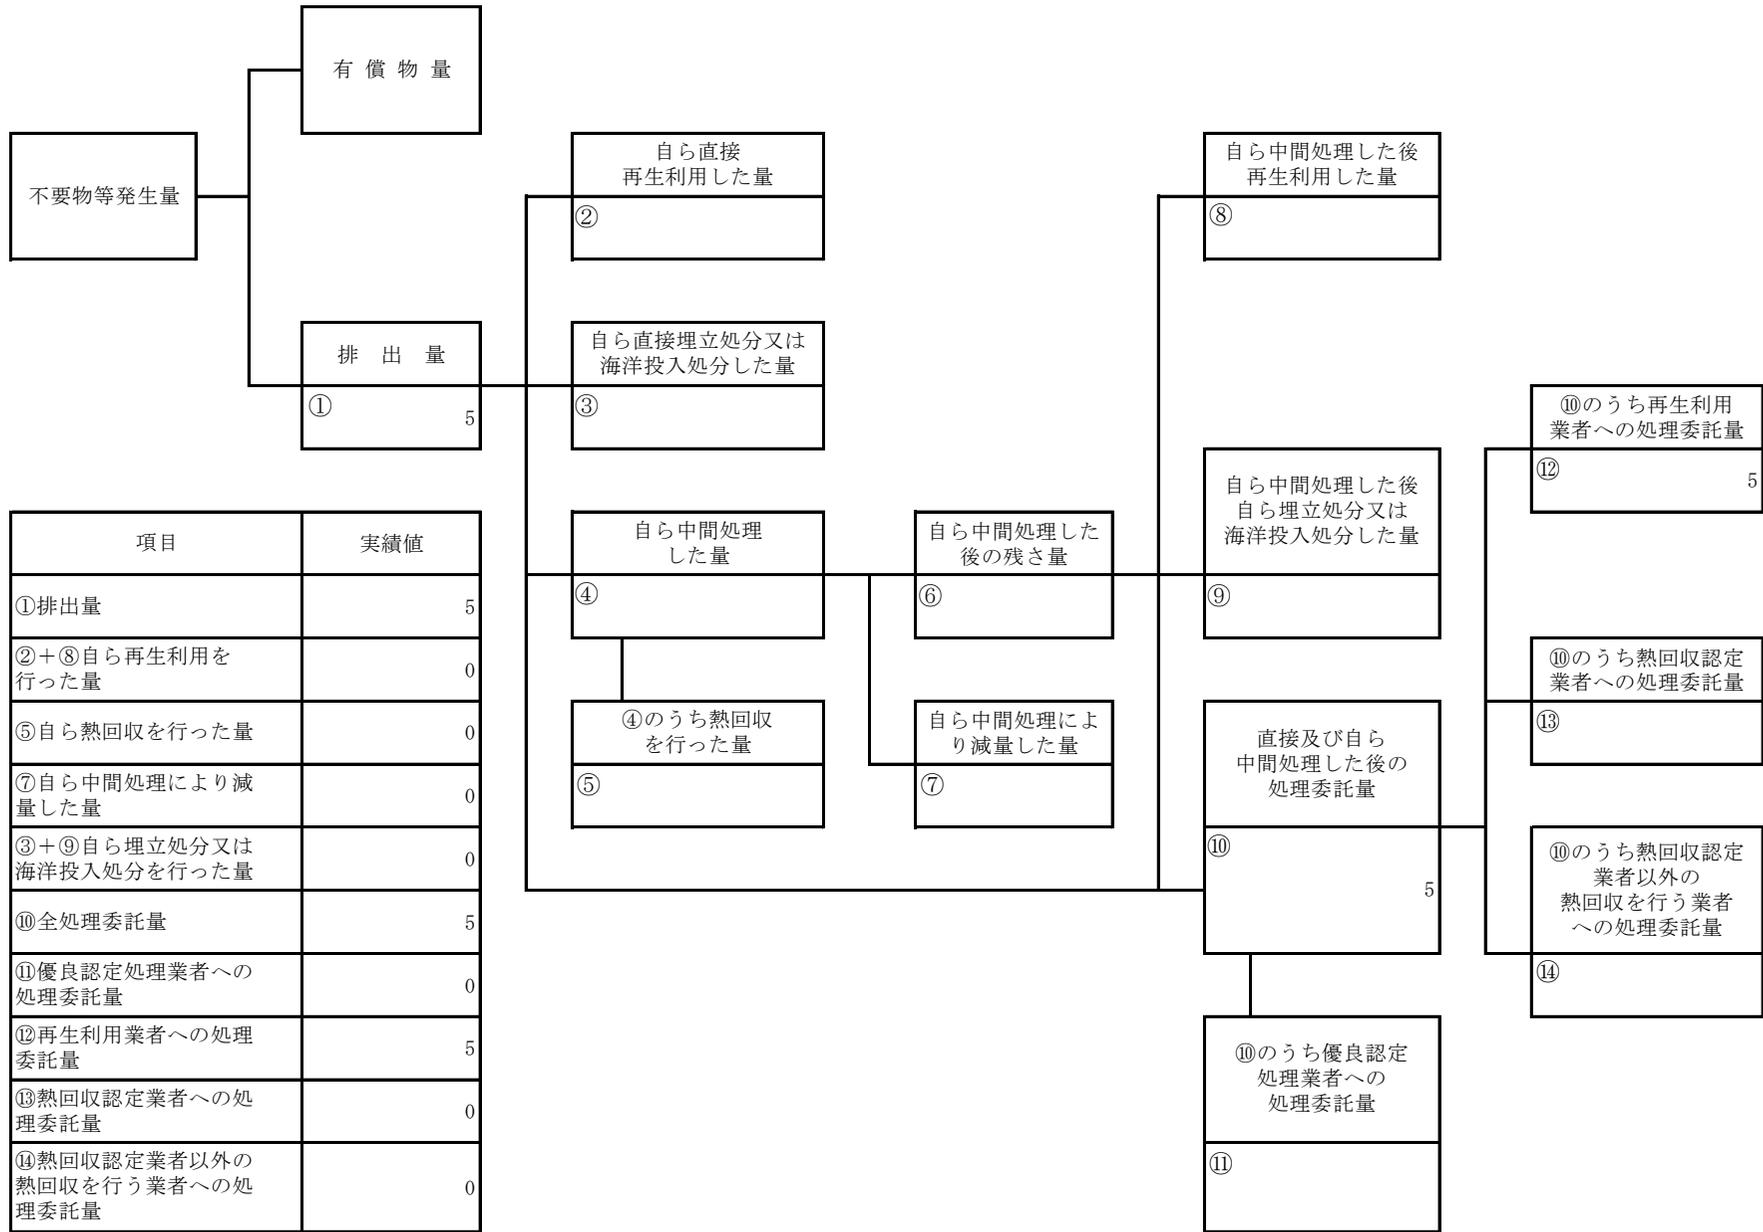 有 償 物 量
不要物等発生量
自ら直接
再生利用した量
②
自ら中間処理した後
再生利用した量
⑧
排　出　量
① 5
自ら直接埋立処分又は
海洋投入処分した量
③
⑩のうち再生利用
業者への処理委託量
⑫ 5
自ら中間処理した後
自ら埋立処分又は
海洋投入処分した量
⑨
自ら中間処理
した量
④
自ら中間処理した
後の残さ量
⑥
⑩のうち熱回収認定
業者への処理委託量
⑬
④のうち熱回収
を行った量
⑤
自ら中間処理によ
り減量した量
⑦
直接及び自ら
中間処理した後の
処理委託量
⑩
5
⑩のうち熱回収認定
業者以外の
熱回収を行う業者
への処理委託量
⑭
⑩のうち優良認定
処理業者への
処理委託量
⑪
項目 実績値
①排出量 5
②＋⑧自ら再生利用を
行った量 0
⑤自ら熱回収を行った量 0
⑦自ら中間処理により減
量した量 0
③＋⑨自ら埋立処分又は
海洋投入処分を行った量 0
⑩全処理委託量 5
⑪優良認定処理業者への
処理委託量 0
⑫再生利用業者への処理
委託量 5
⑬熱回収認定業者への処
理委託量 0
⑭熱回収認定業者以外の
熱回収を行う業者への処
理委託量 0